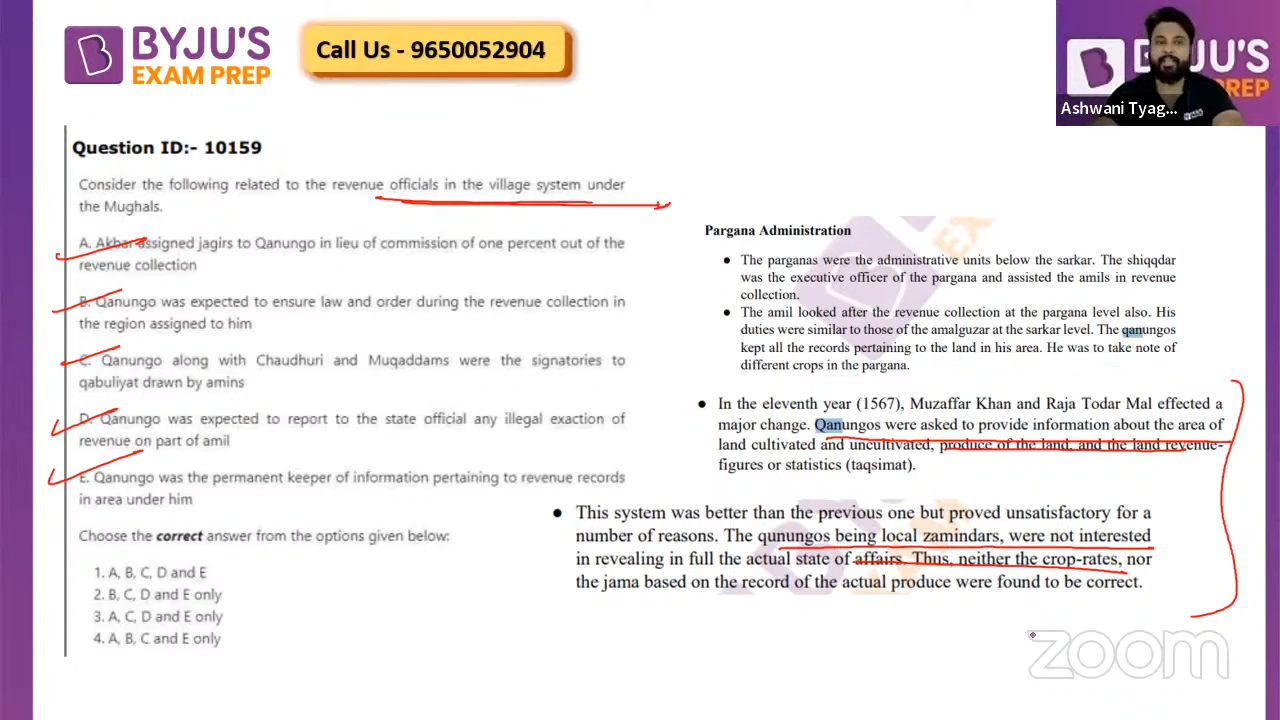 BYJU'S
EXAM PREP
Call Us - 9650052904
BYJU'S
PREP
Ashwani Tyag...
Question ID:- 10159
Consider the following related to the revenue officials in the village system under
the Mughals.
A. Akbar assigned jagirs to Qanungo in lieu of commission of one percent out of the
revenue collection
B. Qanungo was expected to ensure law and order during the revenue collection in
the region assigned to him
C. Qanungo along with Chaudhuri and Muqaddams were the signatories to
qabuliyat drawn by amins
D. Qanungo was expected to report to the state official any illegal exaction of
revenue on part of amil
E. Qanungo was the permanent keeper of information pertaining to revenue records
in area under him
Choose the correct answer from the options given below:
1. A, B, C, D and E
2. B, C, D and E only
3. A, C, D and E only
4. A, B, C and E only
Pargana Administration
● The parganas were the administrative units below the sarkar. The shiqqdar
was the executive officer of the pargana and assisted the amils in revenue
collection.
● The amil looked after the revenue collection at the pargana level also. His
duties were similar to those of the amalguzar at the sarkar level. The qanungos
kept all the records pertaining to the land in his area. He was to take note of
different crops in the pargana.
● In the eleventh year (1567), Muzaffar Khan and Raja Todar Mal effected a
major change. Qanungos were asked to provide information about the area of
land cultivated and uncultivated, produce of the land, and the land revenue-
figures or statistics (taqsimat).
● This system was better than the previous one but proved unsatisfactory for a
number of reasons. The qunungos being local zamindars, were not interested
in revealing in full the actual state of affairs. Thus, neither the crop-rates, nor
the jama based on the record of the actual produce were found to be correct.
zoom